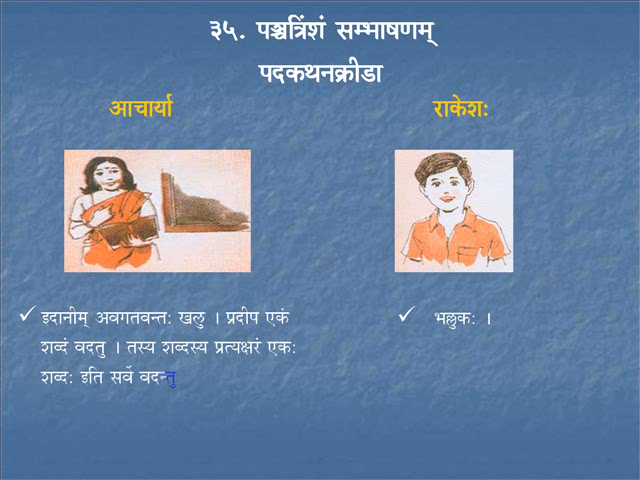 ३५. पञ्चत्रिंशं सम्भाषणम्
पदकथनक्रीडा
आचार्या
राकेशः
इदानीम् अवगतवन्तः खलु । प्रदीप एकं
शब्दं वदतु । तस्य शब्दस्य प्रत्यक्षरं एकः
शब्दः इति सर्वे वदन्तु
भल्लुकः ।